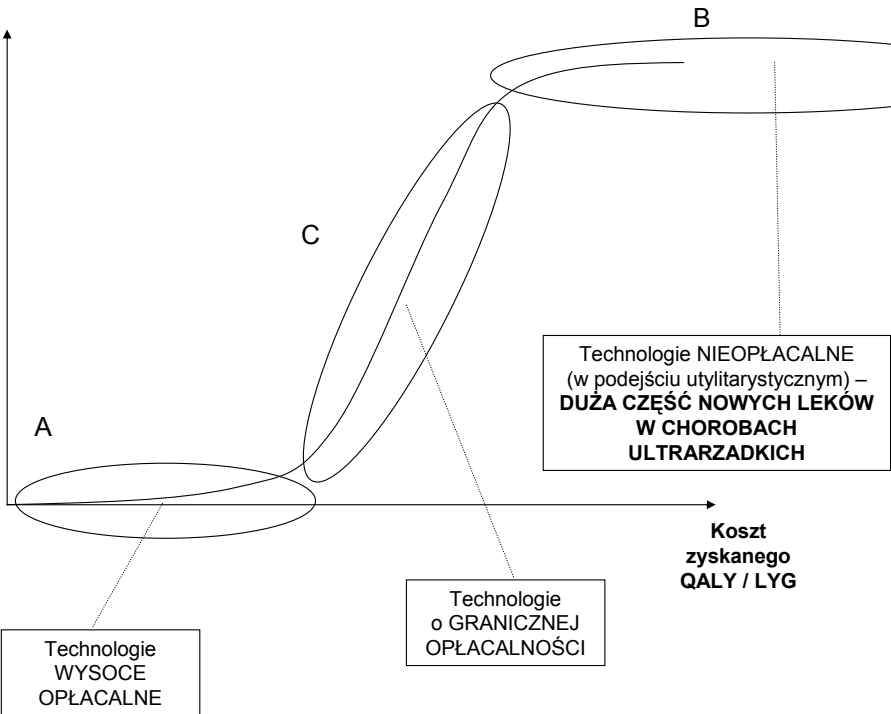 B
C
A
Technologie NIEOPŁACALNE
(w podejściu utylitarystycznym) –
DUŻA CZĘŚĆ NOWYCH LEKÓW
W CHOROBACH
ULTRARZADKICH
Koszt
zyskanego
QALY / LYG
Technologie
o GRANICZNEJ
OPŁACALNOŚCI
Technologie
WYSOCE
OPŁACALNE